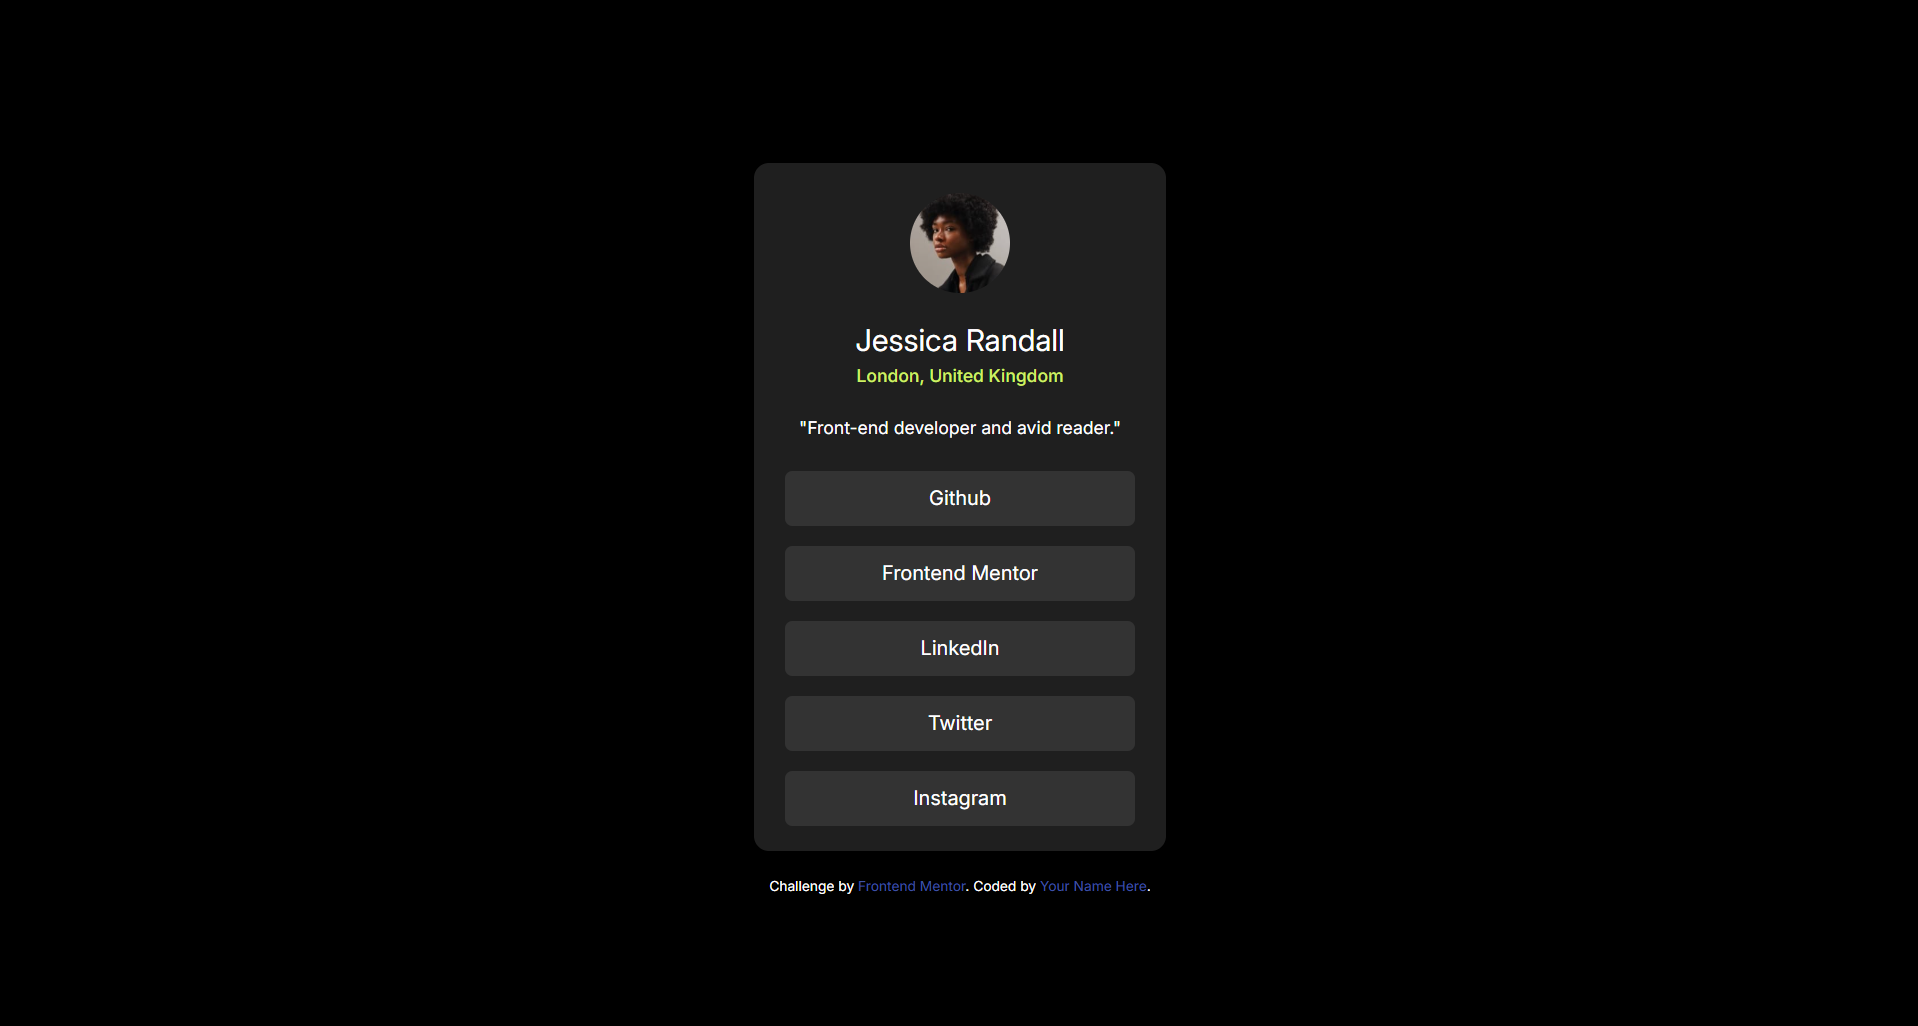 Jessica Randall
London, United Kingdom
"Front-end developer and avid reader."
Github
Frontend Mentor
LinkedIn
Twitter
Instagram
Challenge by Frontend Mentor. Coded by Your Name Here.